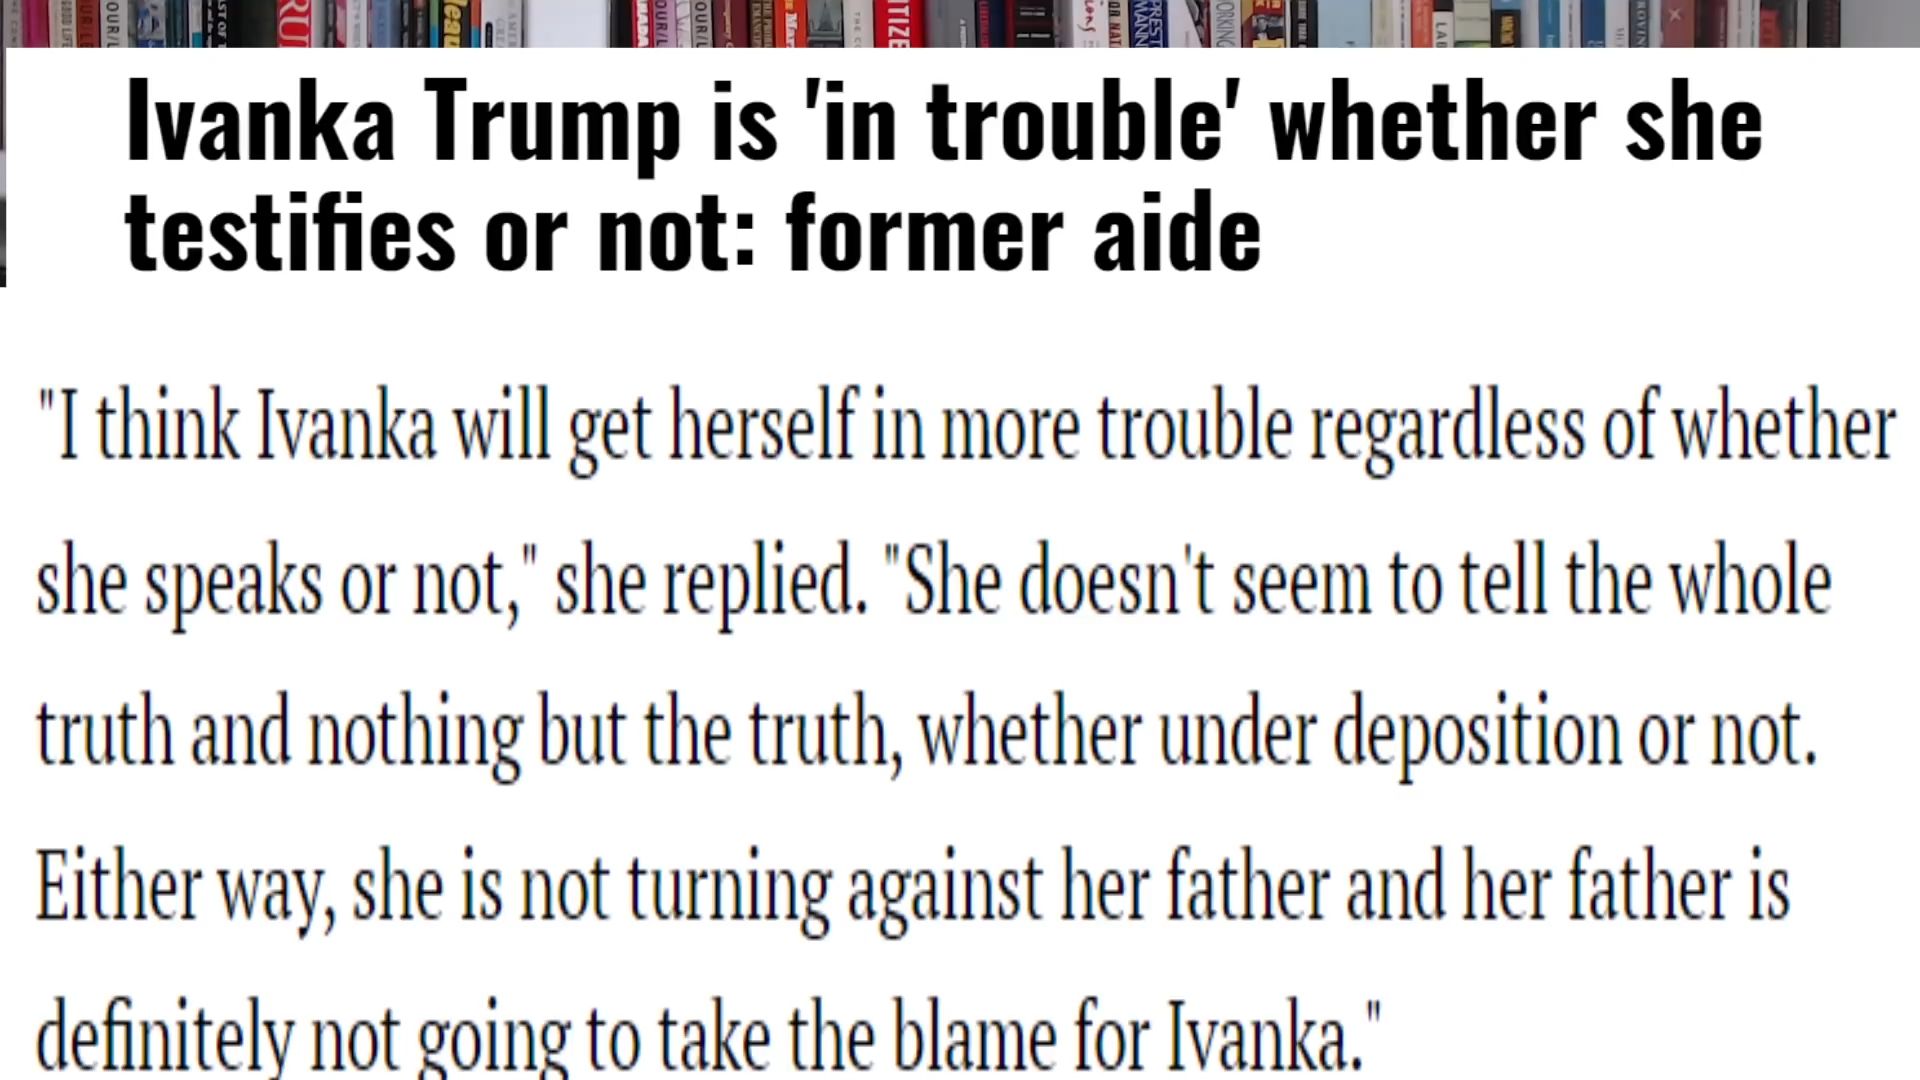 Ivanka Trump is 'in trouble' whether she
testifies or not: former aide
"I think Ivanka will get herself in more trouble regardless of whether
she speaks or not," she replied. "She doesn't seem to tell the whole
truth and nothing but the truth, whether under deposition or not.
Either way, she is not turning against her father and her father is
definitely not going to take the blame for Ivanka."